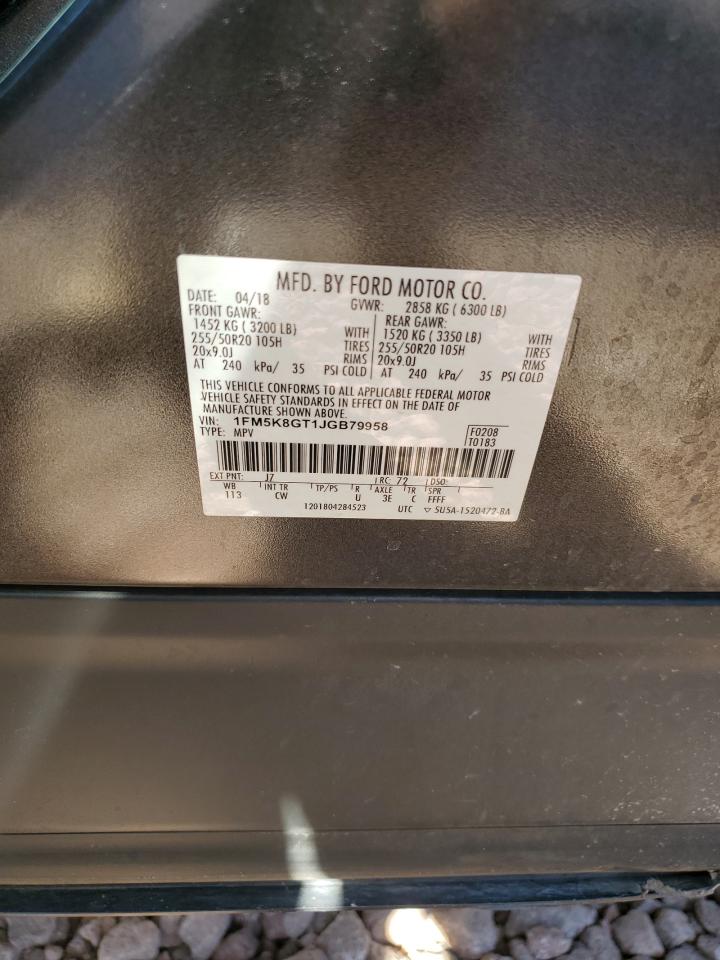 MFD. BY FORD MOTOR CO.
DATE: 04/18 GVWR: 2858 KG ( 6300 LB)
FRONT GAWR: REAR GAWR:
1452 KG ( 3200 LB) WITH 1520 KG ( 3350 LB) WITH
255/50R20 105H TIRES 255/50R20 105H TIRES
20x9.0J RIMS 20x9.0J RIMS
AT 240 kPa/ 35 PSI COLD AT 240 kPa/ 35 PSI COLD
THIS VEHICLE CONFORMS TO ALL APPLICABLE FEDERAL MOTOR
VEHICLE SAFETY STANDARDS IN EFFECT ON THE DATE OF
MANUFACTURE SHOWN ABOVE.
VIN: 1FM5K8GT1JGB79958 F0208
TYPE: MPV T0183
EXT PNT: J7 RC: 72 DSO:
WB INT TR TP/PS R AXLE TR SPR
113 CW U 3E C FFFF
1201804284523 UTC ▽ 5U5A-1520472-BA